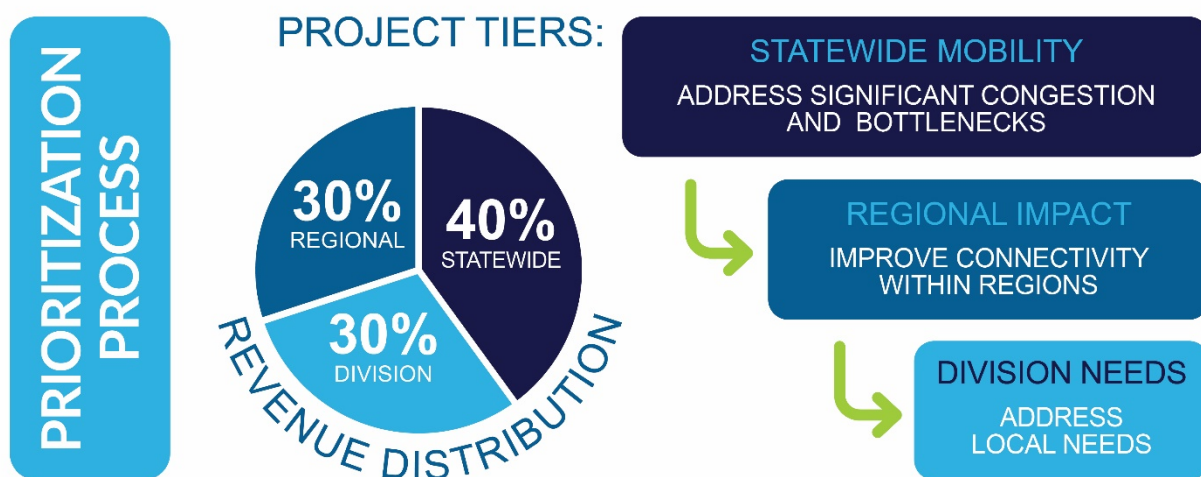 PRIORITIZATION
PROCESS
PROJECT TIERS:
30%
REGIONAL
40%
STATEWIDE
30%
DIVISION
REVENUE DISTRIBUTION
STATEWIDE MOBILITY
ADDRESS SIGNIFICANT CONGESTION
AND BOTTLENECKS
REGIONAL IMPACT
IMPROVE CONNECTIVITY
WITHIN REGIONS
DIVISION NEEDS
ADDRESS
LOCAL NEEDS